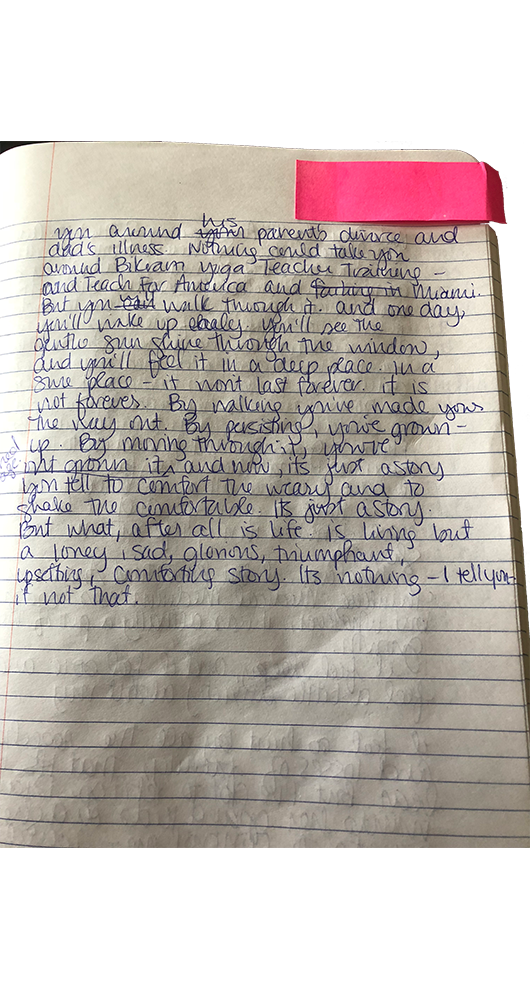 his
you around your parents divorce and
dad's illness. Nothing could take you
around Bikram yoga Teacher Training –
and Teach For America and Miami.
But you walk through it. and one day,
you'll wake up you'll see the
gentle sun shine through the window,
and you'll feel it in a deep place. in a
sure place – it won't last forever. it is
not forever. By walking you've made your
the way out. By persisting, you've grown-
up. By moving through it, you've
out grown it, and now, its just a story
you tell to comfort the weary and to
shake the comfortable. Its just a story.
But what, after all is life. is living but
a loney, sad, glorious, triumphant,
upsetting, comforting story. Its nothing – I tell you –
if not that.